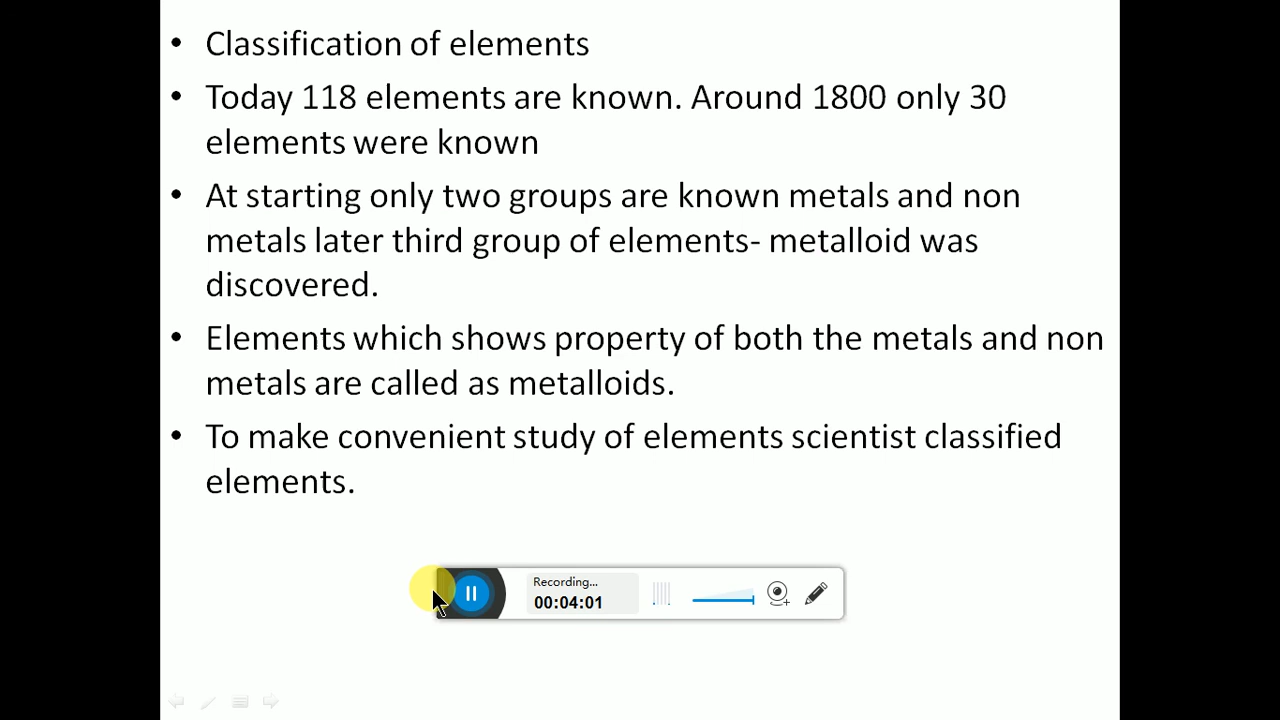 • Classification of elements
• Today 118 elements are known. Around 1800 only 30
elements were known
• At starting only two groups are known metals and non
metals later third group of elements- metalloid was
discovered.
• Elements which shows property of both the metals and non
metals are called as metalloids.
• To make convenient study of elements scientist classified
elements.
Recording...
00:04:01